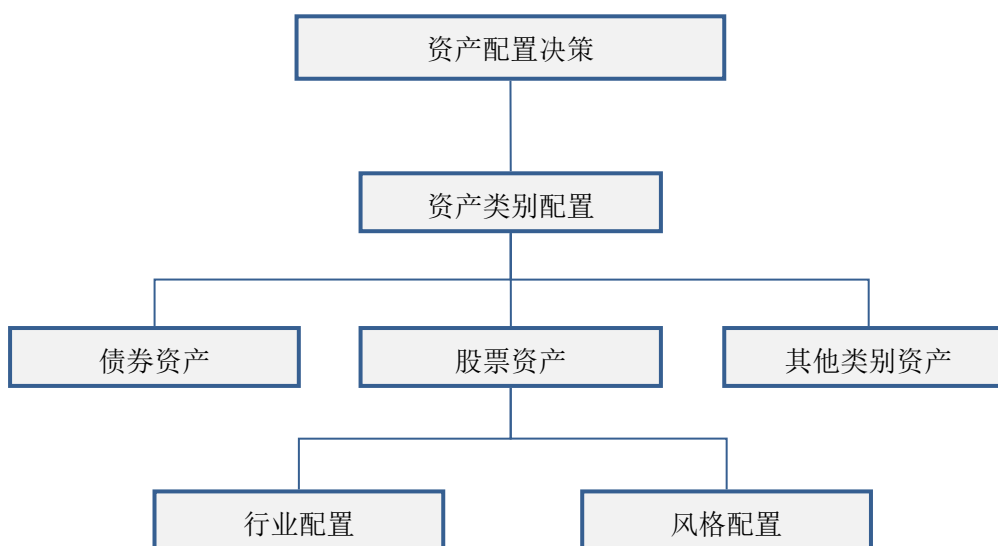 资产配置决策
资产类别配置
债券资产
股票资产
其他类别资产
行业配置
风格配置